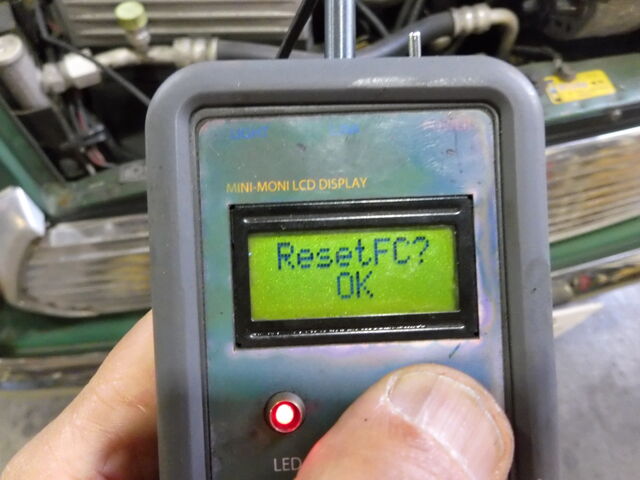 MINI-MONI LCD DISPLAY
ResetFC?
OK
LED